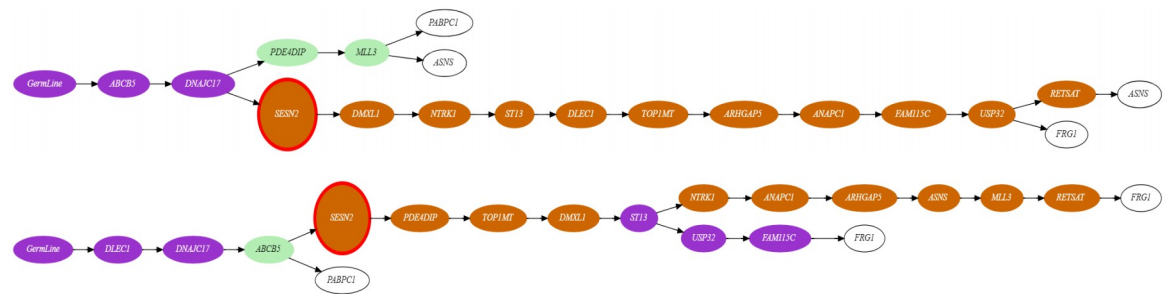 PABPC1
PDE4DIP MLL3
ASNS
GermLine ABCB5 DNAJC17
SESN2 DMXL1 NTRK1 ST13 DLEC1 TOP1MT ARHGAP5 ANAPC1 FAM115C USP32
RETSAT ASNS
FRG1
NTRK1 ANAPC1 ARHGAP5 ASNS MLL3 RETSAT FRG1
SESN2 PDE4DIP TOP1MT DMXL1 ST13
USP32 FAM115C FRG1
GermLine DLEC1 DNAJC17 ABCB5
PABPC1